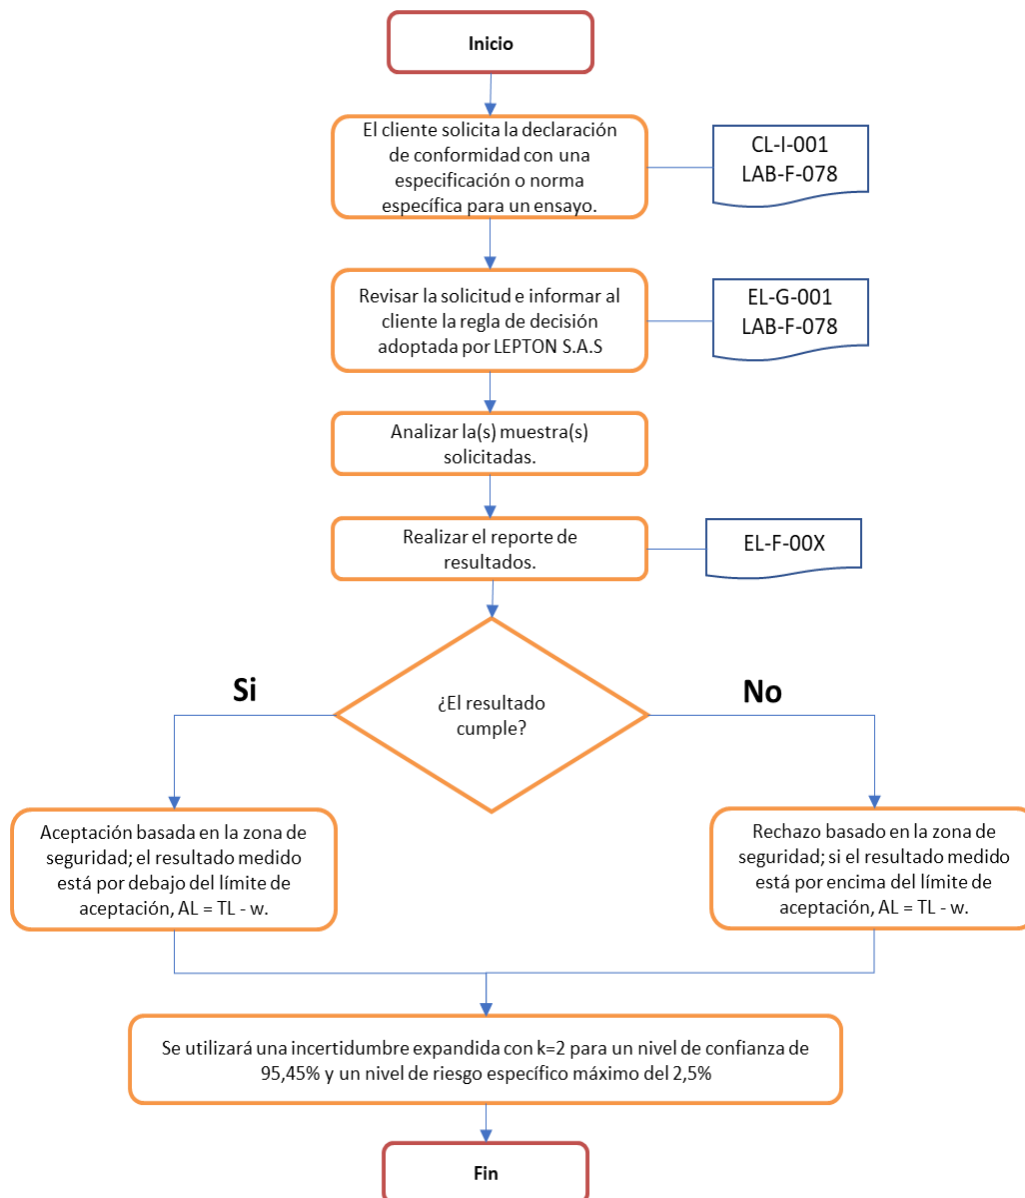 Inicio
El cliente solicita la declaración
de conformidad con una
especificación o norma
específica para un ensayo.
CL-I-001
LAB-F-078
Revisar la solicitud e informar al
cliente la regla de decisión
adoptada por LEPTON S.A.S
EL-G-001
LAB-F-078
Analizar la(s) muestra(s)
solicitadas.
Realizar el reporte de
resultados.
EL-F-00X
Si
No
¿El resultado
cumple?
Aceptación basada en la zona de
seguridad; el resultado medido
está por debajo del límite de
aceptación, AL = TL - w.
Rechazo basado en la zona de
seguridad; si el resultado medido
está por encima del límite de
aceptación, AL = TL - w.
Se utilizará una incertidumbre expandida con k=2 para un nivel de confianza de
95,45% y un nivel de riesgo específico máximo del 2,5%
Fin